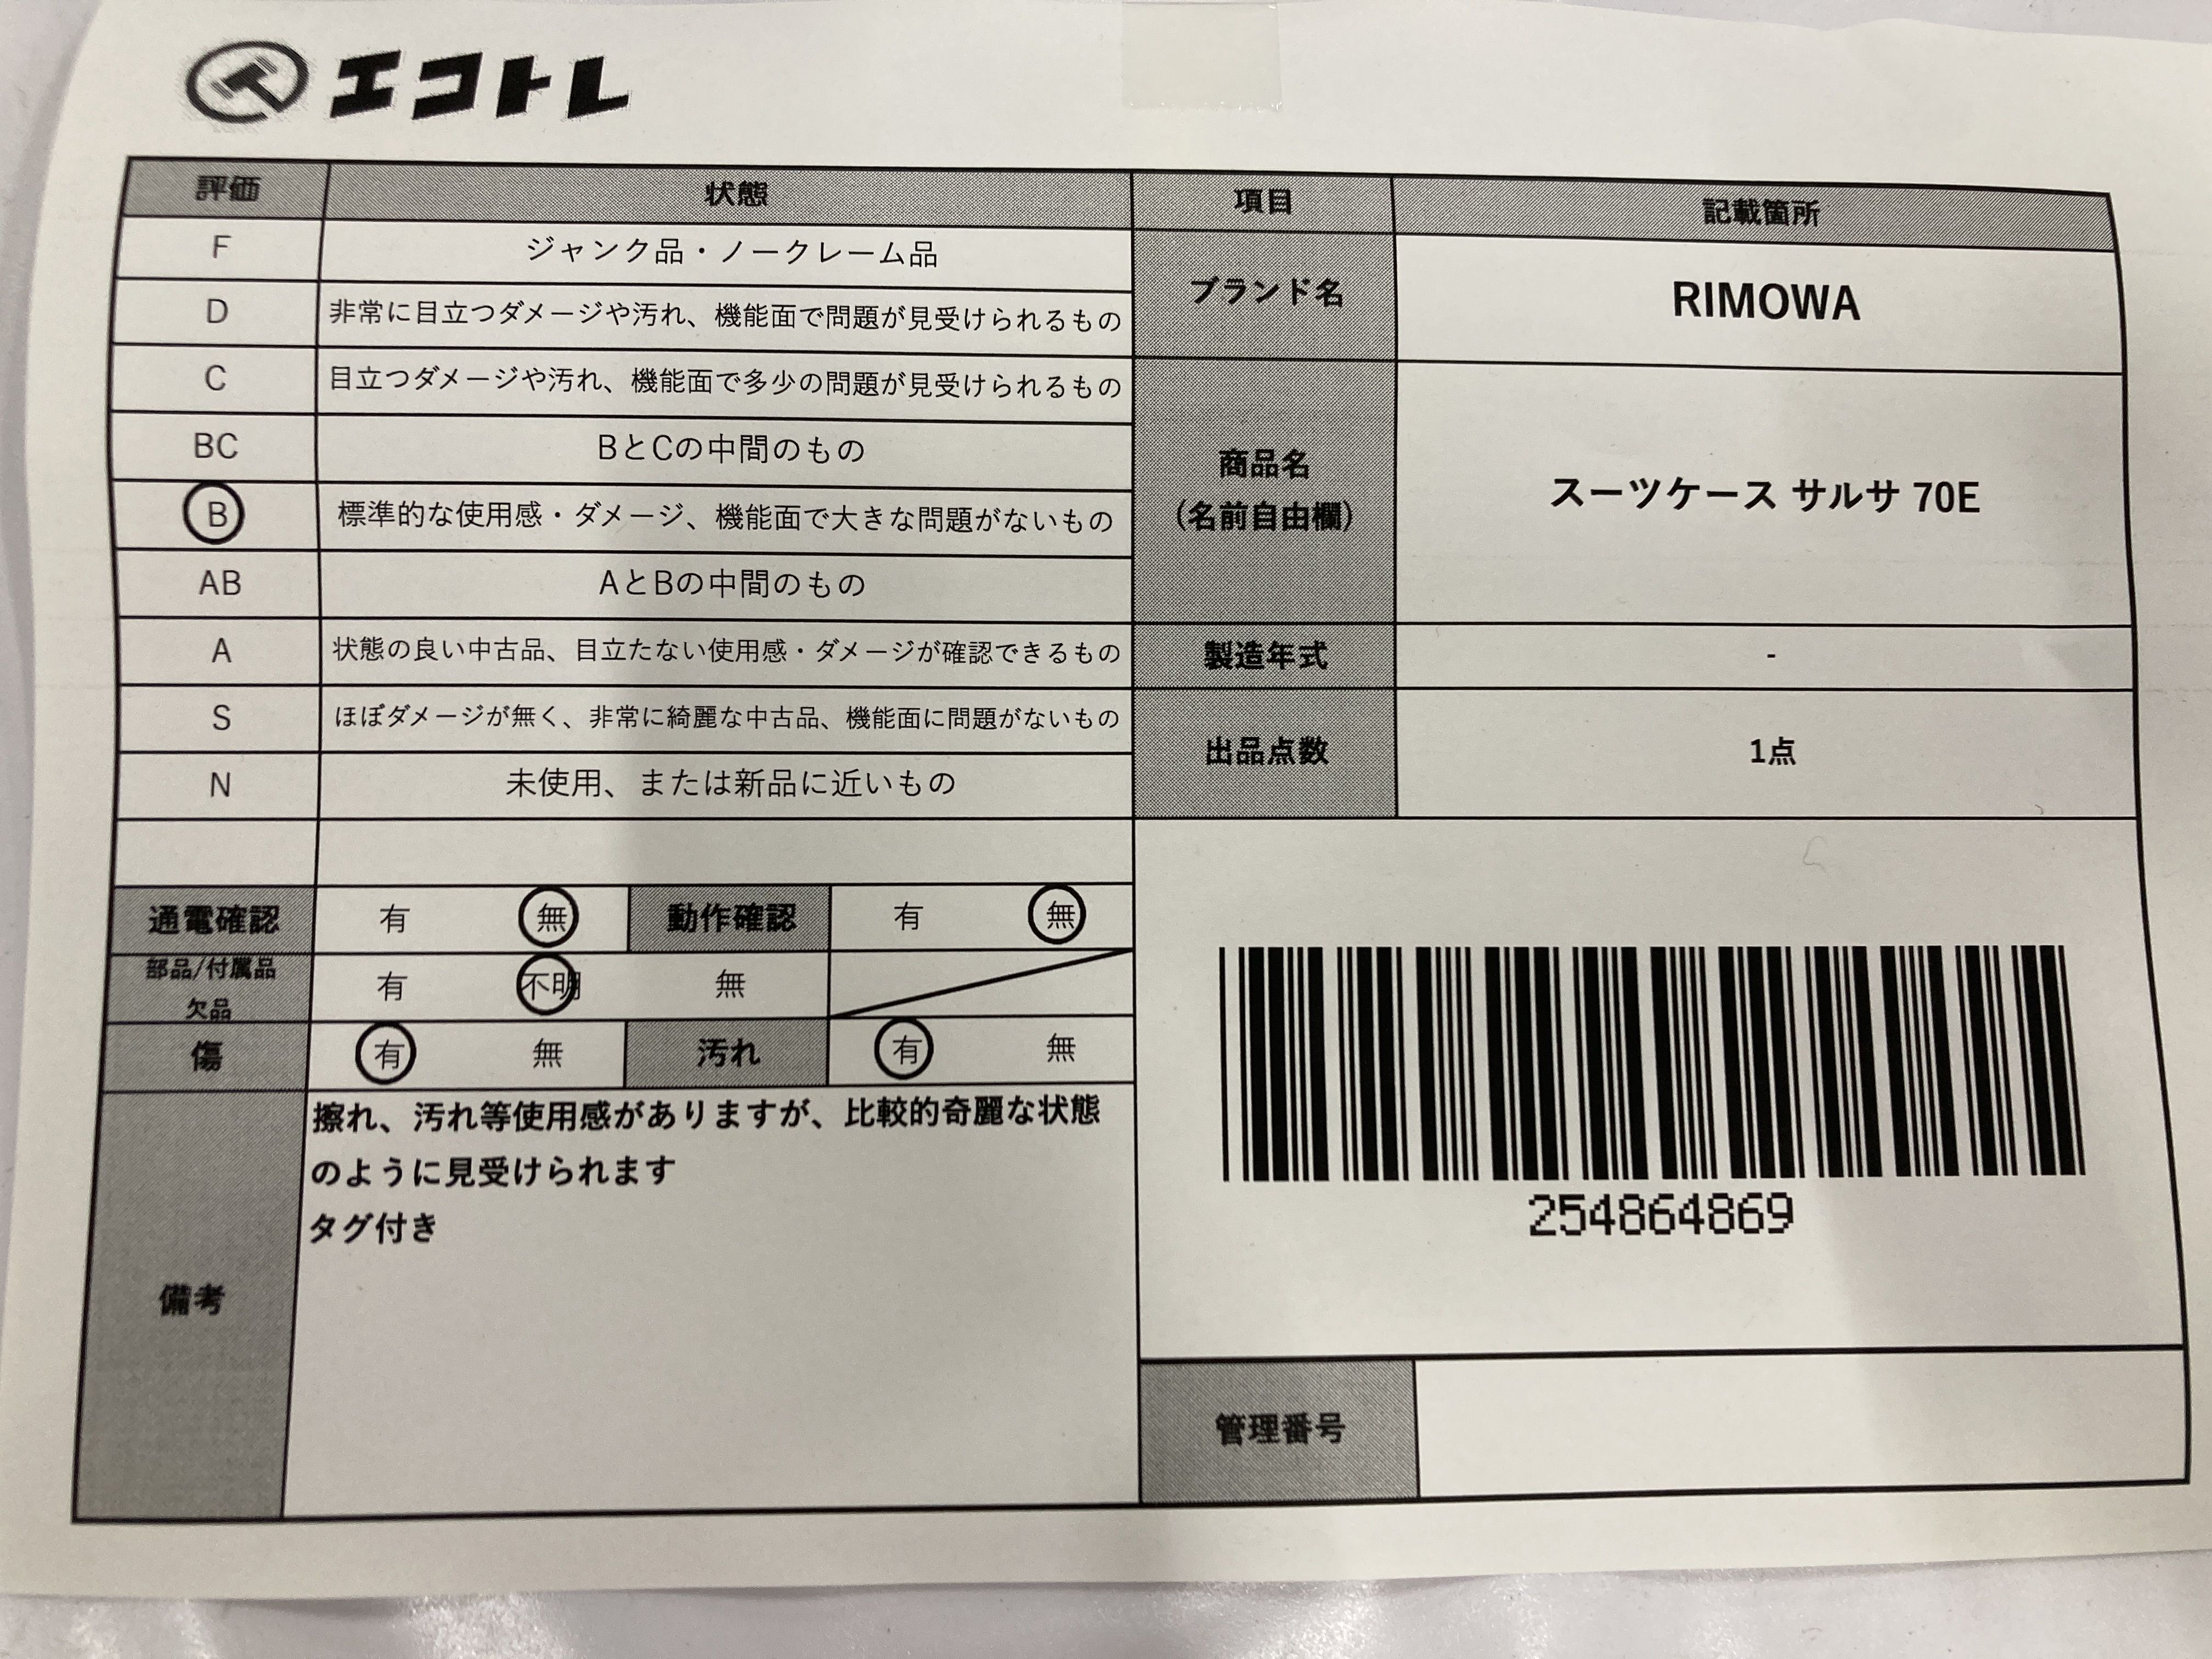 エコトレ
評価 状態 項目 記載箇所
F ジャンク品・ノークレーム品
D 非常に目立つダメージや汚れ、機能面で問題が見受けられるもの
ブランド名 RIMOWA
C 目立つダメージや汚れ、機能面で多少の問題が見受けられるもの
BC BとCの中間のもの
商品名
(名前自由欄)
スーツケース サルサ 70E
B 標準的な使用感・ダメージ、機能面で大きな問題がないもの
AB AとBの中間のもの
A 状態の良い中古品、目立たない使用感・ダメージが確認できるもの
製造年式 -
S ほぼダメージが無く、非常に綺麗な中古品、機能面に問題がないもの
出品点数 1点
N 未使用、または新品に近いもの
通電確認 有 無 動作確認 有 無
部品/付属品
欠品
有 不明 無
傷 有 無 汚れ 有 無
備考
擦れ、汚れ等使用感がありますが、比較的奇麗な状態
のように見受けられます
タグ付き
254864869
管理番号